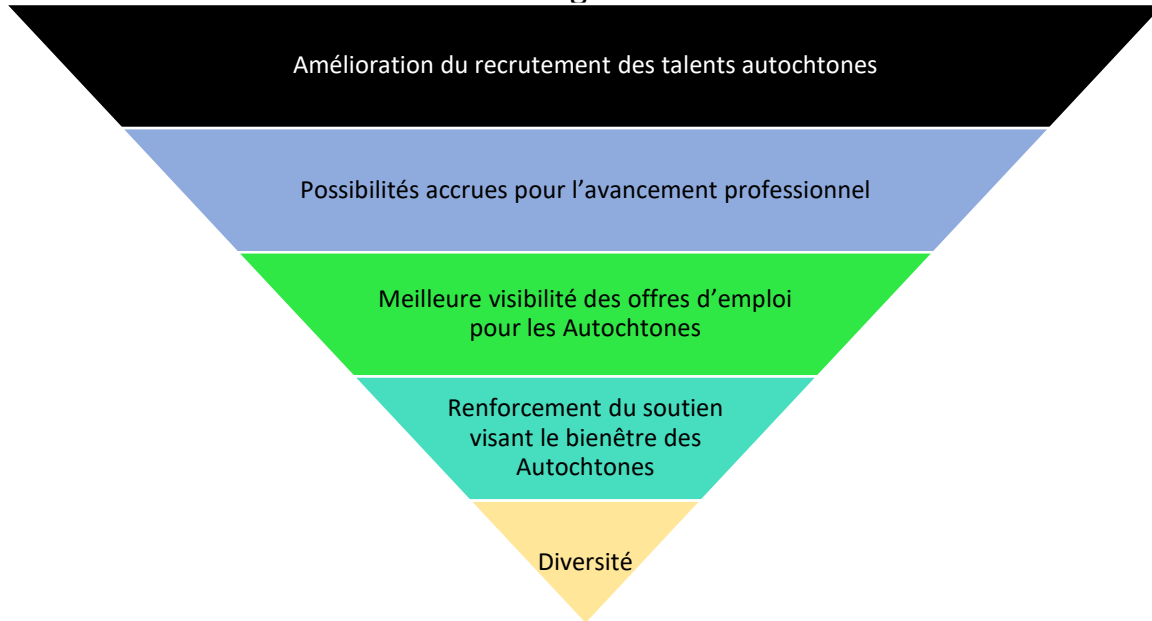 Amélioration du recrutement des talents autochtones
Possibilités accrues pour l’avancement professionnel
Meilleure visibilité des offres d’emploi
pour les Autochtones
Renforcement du soutien
visant le bienêtre des
Autochtones
Diversité